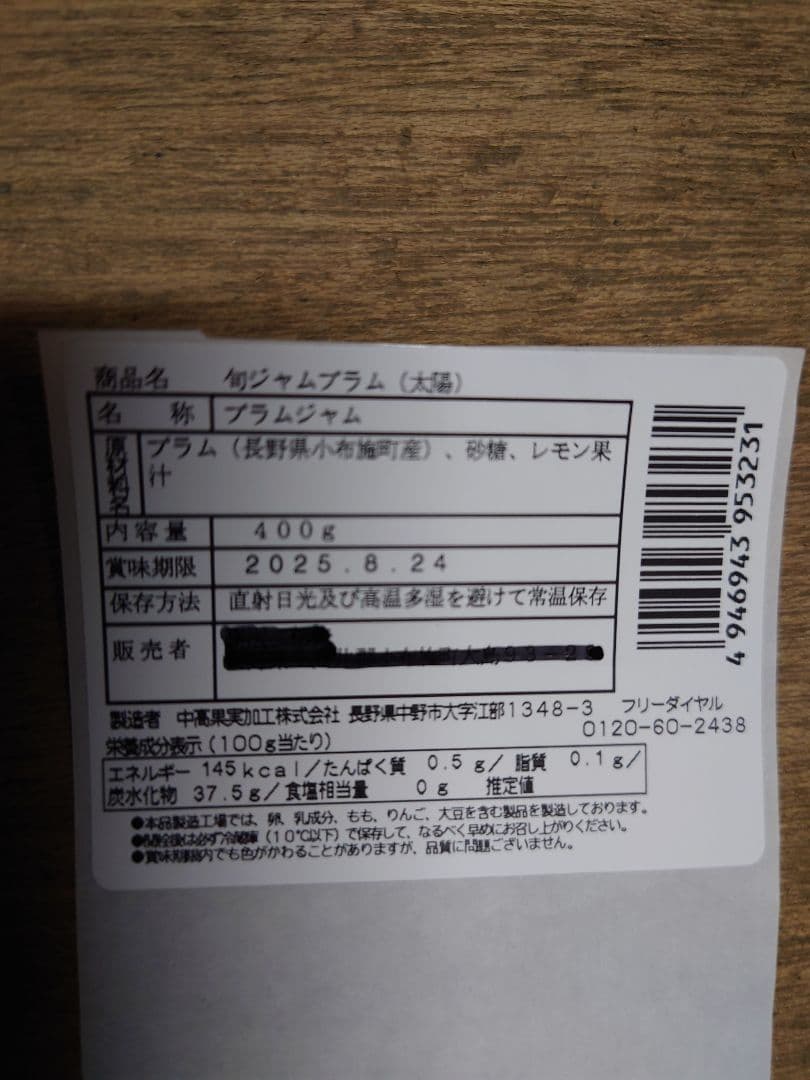 商品名 旬ジャムプラム（太陽）
名 称 プラムジャム
原材料名 プラム（長野県小布施町産）、砂糖、レモン果
汁
内容量 400g
賞味期限 2025.8.24
保存方法 直射日光及び高温多湿を避けて常温保存
販売者
製造者 中高果実加工株式会社 長野県中野市大字江部1348-3 フリーダイヤル
0120-60-2438
栄養成分表示（100g当たり）
エネルギー 145kcal/たんぱく質 0.5g/ 脂質 0.1g/
炭水化物 37.5g/食塩相当量 0g 推定値
●本品製造工場では、卵、乳成分、もも、りんご、大豆を含む製品を製造しております。
●開栓後は必ず冷蔵庫（10℃以下）で保存して、なるべく早めにお召し上がりください。
●賞味期限内でも色がかわることがありますが、品質に問題ございません。
4 946943 953231